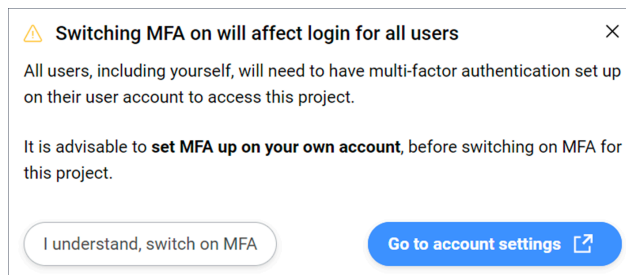 Switching MFA on will affect login for all users
All users, including yourself, will need to have multi-factor authentication set up
on their user account to access this project.
It is advisable to set MFA up on your own account, before switching on MFA for
this project.
I understand, switch on MFA
Go to account settings